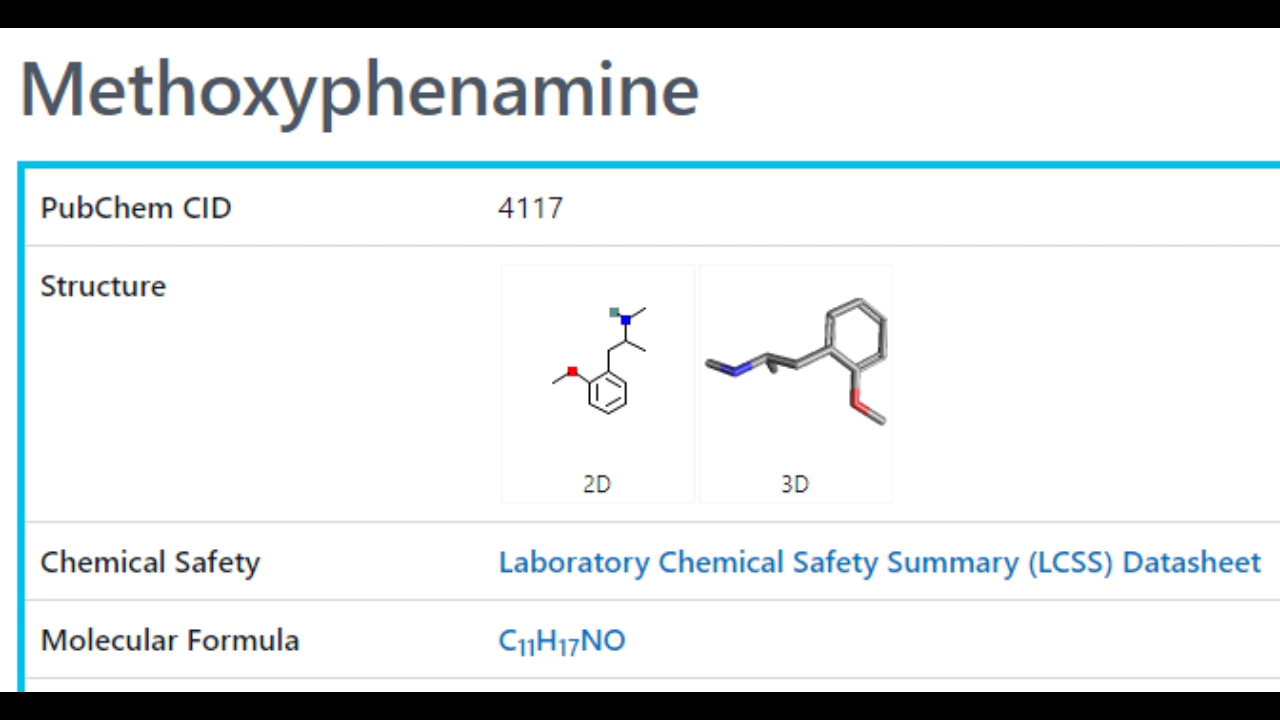 Methoxyphenamine
PubChem CID 4117
Structure
2D 3D
Chemical Safety Laboratory Chemical Safety Summary (LCSS) Datasheet
Molecular Formula C₁₁H₁₇NO